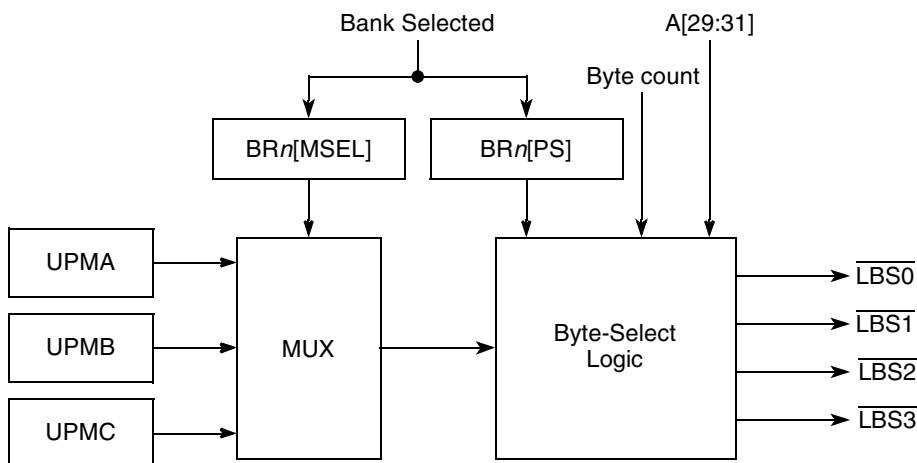 Bank Selected
A[29:31]
Byte count
BRn[MSEL]
BRn[PS]
UPMA
UPMB
UPMC
MUX
Byte-Select
Logic
LBS0
LBS1
LBS2
LBS3